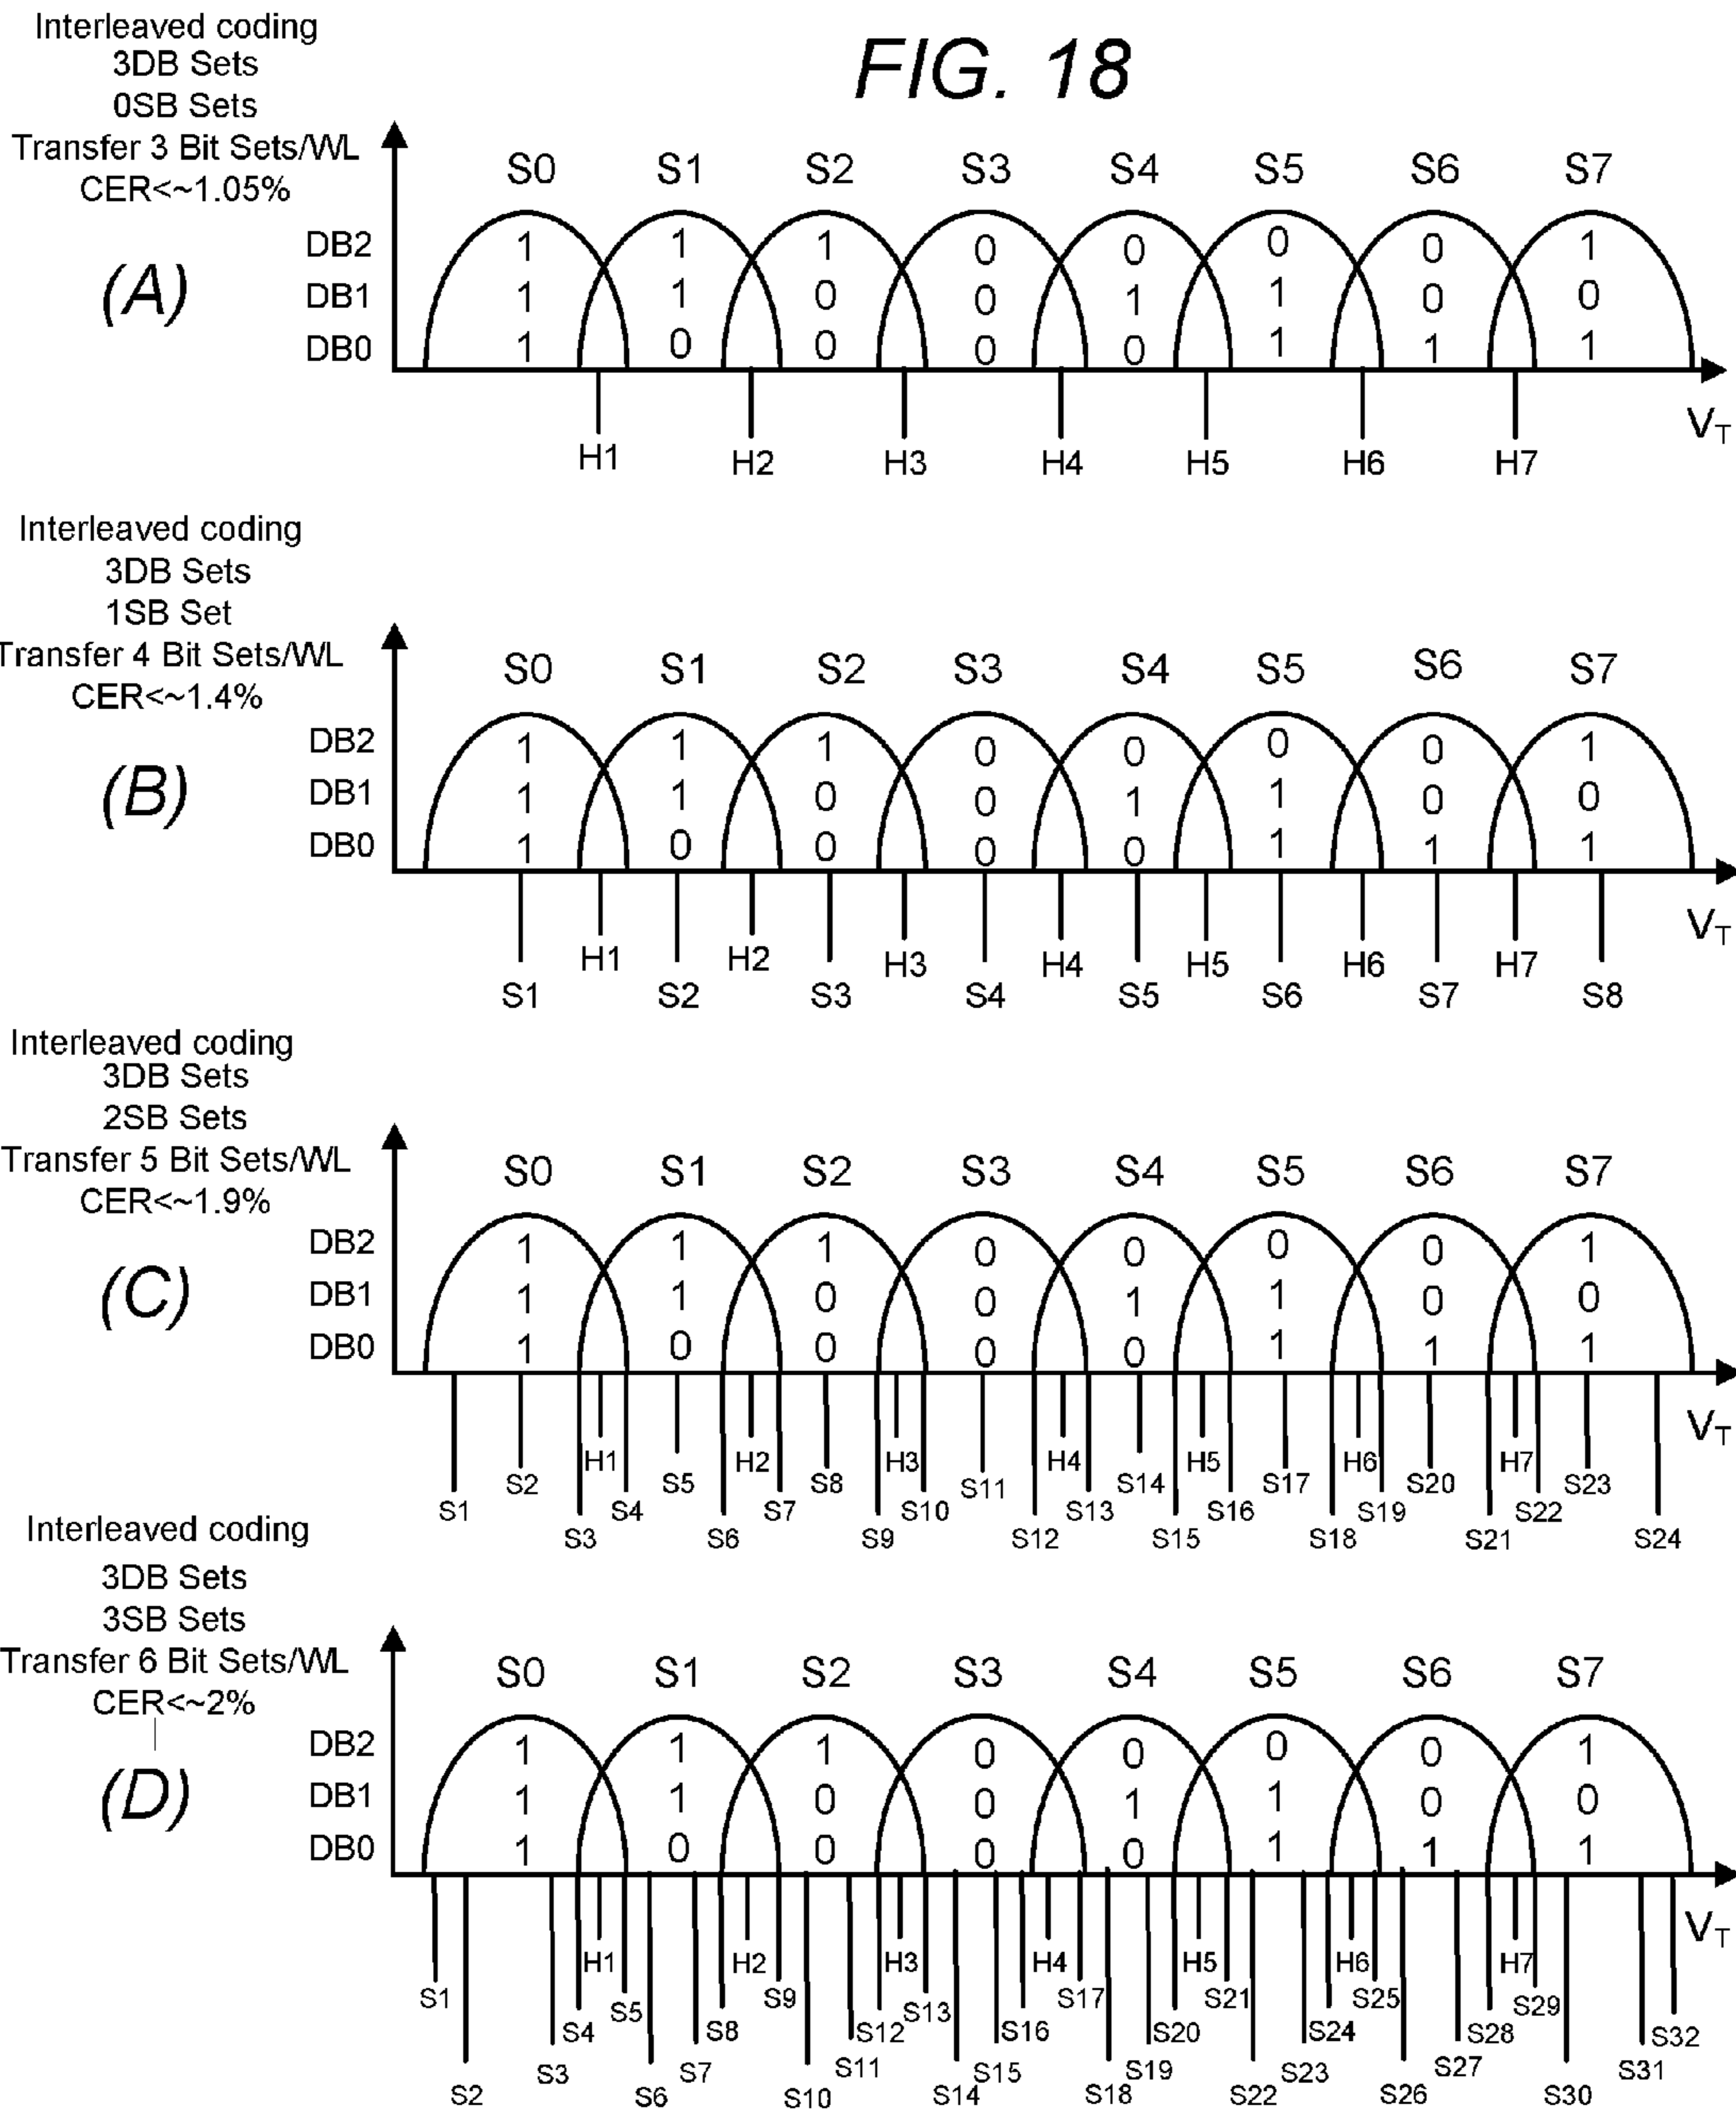 FIG. 18
Interleaved coding
3DB Sets
0SB Sets
Transfer 3 Bit Sets/WL
CER<~1.05%
(A)
S0 S1 S2 S3 S4 S5 S6 S7
DB2 1 1 1 0 0 0 0 1
DB1 1 1 0 0 1 1 0 0
DB0 1 0 0 0 0 1 1 1
VT
H1 H2 H3 H4 H5 H6 H7
Interleaved coding
3DB Sets
1SB Set
Transfer 4 Bit Sets/WL
CER<~1.4%
(B)
S0 S1 S2 S3 S4 S5 S6 S7
DB2 1 1 1 0 0 0 0 1
DB1 1 1 0 0 1 1 0 0
DB0 1 0 0 0 0 1 1 1
VT
H1 H2 H3 H4 H5 H6 H7
S1 S2 S3 S4 S5 S6 S7 S8
Interleaved coding
3DB Sets
2SB Sets
Transfer 5 Bit Sets/WL
CER<~1.9%
(C)
S0 S1 S2 S3 S4 S5 S6 S7
DB2 1 1 1 0 0 0 0 1
DB1 1 1 0 0 1 1 0 0
DB0 1 0 0 0 0 1 1 1
VT
H1 H2 H3 H4 H5 H6 H7
S2 S5 S8 S11 S14 S17 S20 S23
S1 S4 S7 S10 S13 S16 S19 S22
S3 S6 S9 S12 S15 S18 S21 S24
Interleaved coding
3DB Sets
3SB Sets
Transfer 6 Bit Sets/WL
CER<~2%
(D)
S0 S1 S2 S3 S4 S5 S6 S7
DB2 1 1 1 0 0 0 0 1
DB1 1 1 0 0 1 1 0 0
DB0 1 0 0 0 0 1 1 1
VT
H1 H2 H3 H4 H5 H6 H7
S1 S5 S9 S13 S17 S21 S25 S29
S4 S8 S12 S16 S20 S24 S28 S32
S3 S7 S11 S15 S19 S23 S27 S31
S2 S6 S10 S14 S18 S22 S26 S30